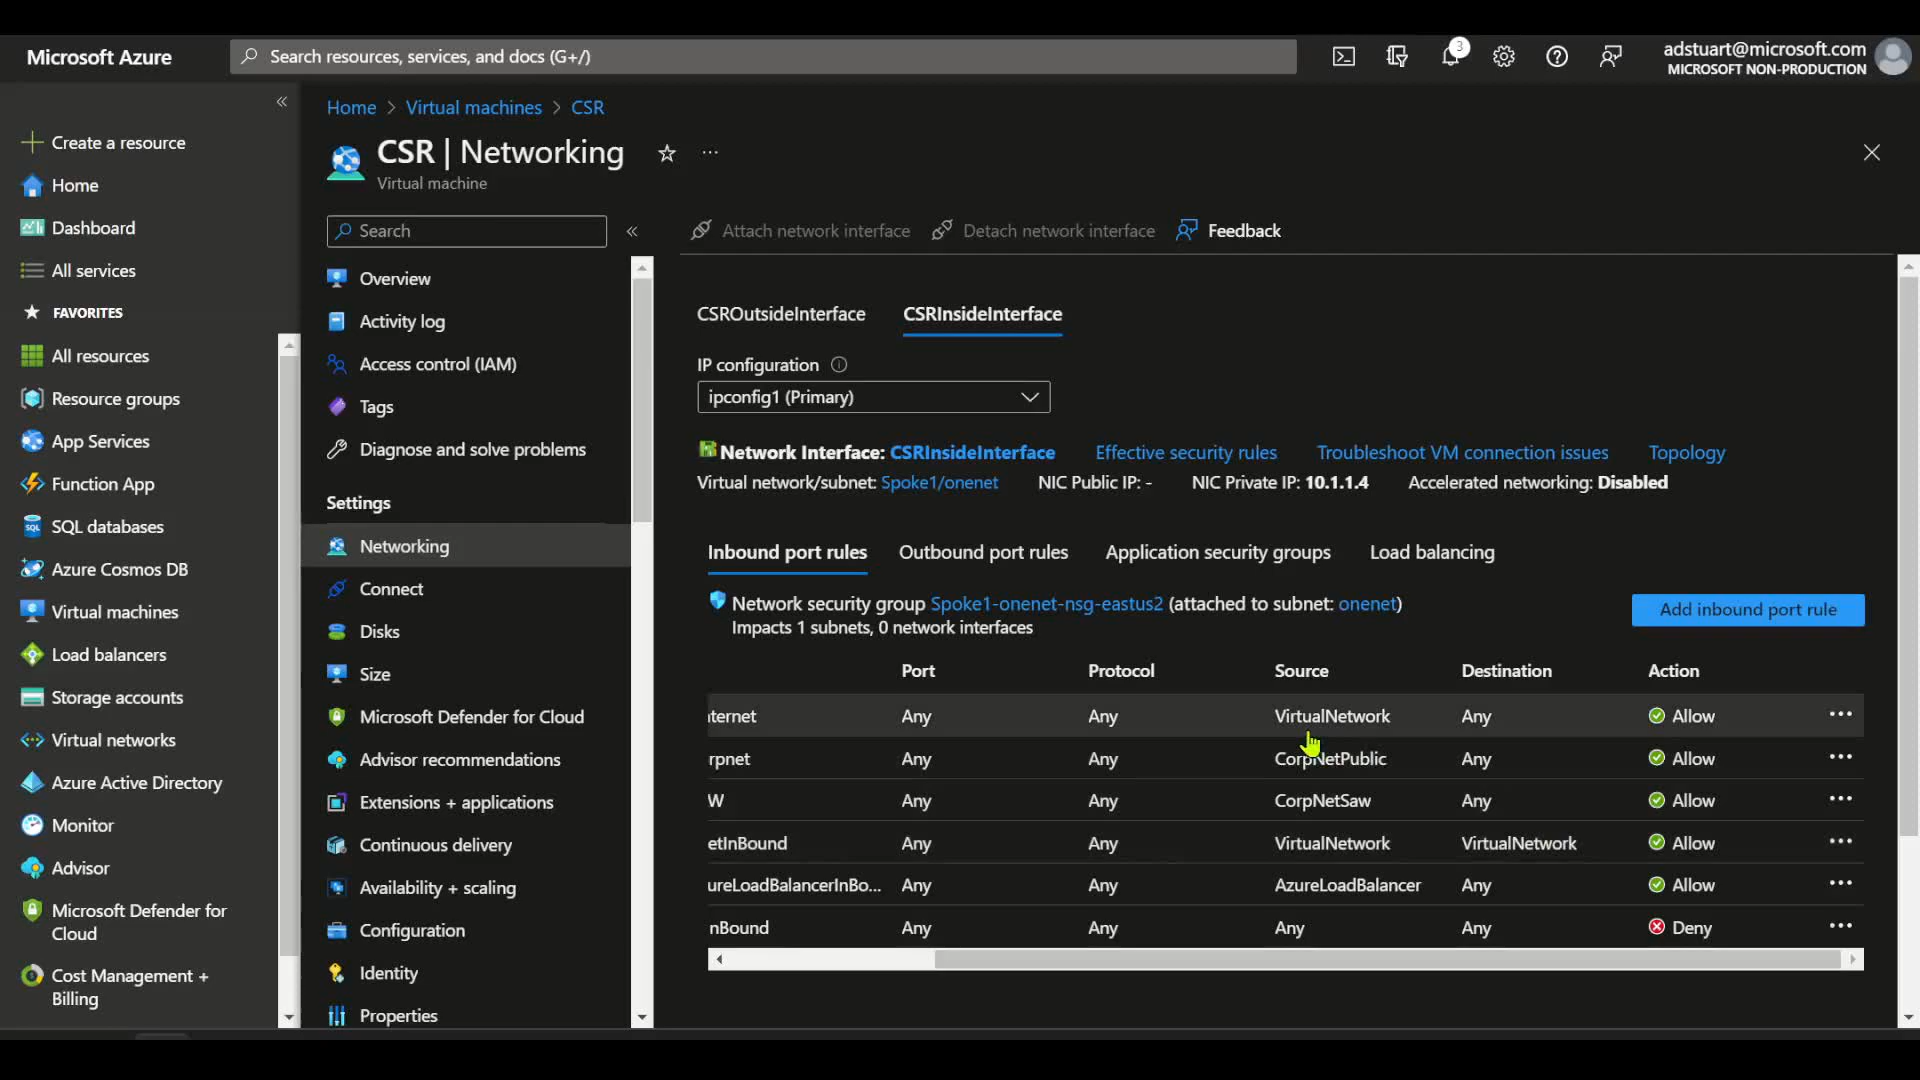 Microsoft Azure
Search resources, services, and docs (G+/)
3
adstuart@microsoft.com
MICROSOFT NON-PRODUCTION
«
Create a resource
Home
Dashboard
All services
FAVORITES
All resources
Resource groups
App Services
Function App
SQL databases
Azure Cosmos DB
Virtual machines
Load balancers
Storage accounts
Virtual networks
Azure Active Directory
Monitor
Advisor
Microsoft Defender for
Cloud
Cost Management +
Billing
Home > Virtual machines > CSR
CSR | Networking
Virtual machine
Search
«
Overview
Activity log
Access control (IAM)
Tags
Diagnose and solve problems
Settings
Networking
Connect
Disks
Size
Microsoft Defender for Cloud
Advisor recommendations
Extensions + applications
Continuous delivery
Availability + scaling
Configuration
Identity
Properties
Attach network interface Detach network interface Feedback
CSROutsideInterface CSRInsideInterface
IP configuration
ipconfig1 (Primary)
Network Interface: CSRInsideInterface Effective security rules Troubleshoot VM connection issues Topology
Virtual network/subnet: Spoke1/onenet NIC Public IP: - NIC Private IP: 10.1.1.4 Accelerated networking: Disabled
Inbound port rules Outbound port rules Application security groups Load balancing
Network security group Spoke1-onenet-nsg-eastus2 (attached to subnet: onenet)
Impacts 1 subnets, 0 network interfaces
Add inbound port rule
Port Protocol Source Destination Action
ternet Any Any VirtualNetwork Any Allow
rpnet Any Any CorpNetPublic Any Allow
W Any Any CorpNetSaw Any Allow
etInBound Any Any VirtualNetwork VirtualNetwork Allow
ureLoadBalancerInBo... Any Any AzureLoadBalancer Any Allow
nBound Any Any Any Any Deny